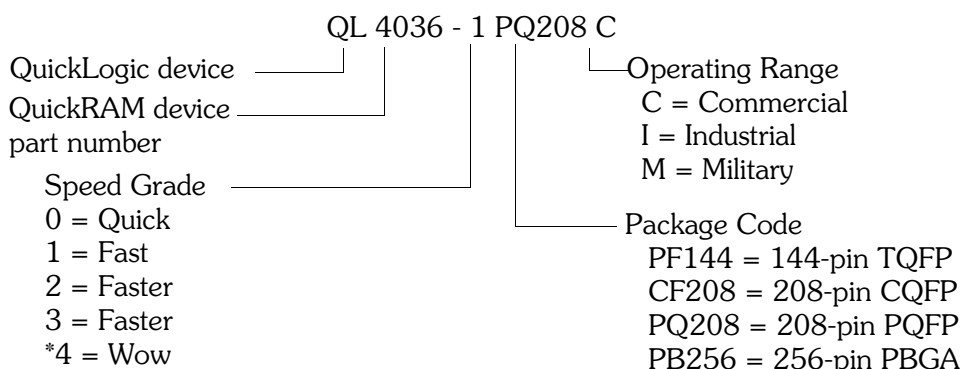 QL 4036 - 1 PQ208 C
QuickLogic device
QuickRAM device
part number
Speed Grade
0 = Quick
1 = Fast
2 = Faster
3 = Faster
*4 = Wow
Operating Range
C = Commercial
I = Industrial
M = Military
Package Code
PF144 = 144-pin TQFP
CF208 = 208-pin CQFP
PQ208 = 208-pin PQFP
PB256 = 256-pin PBGA